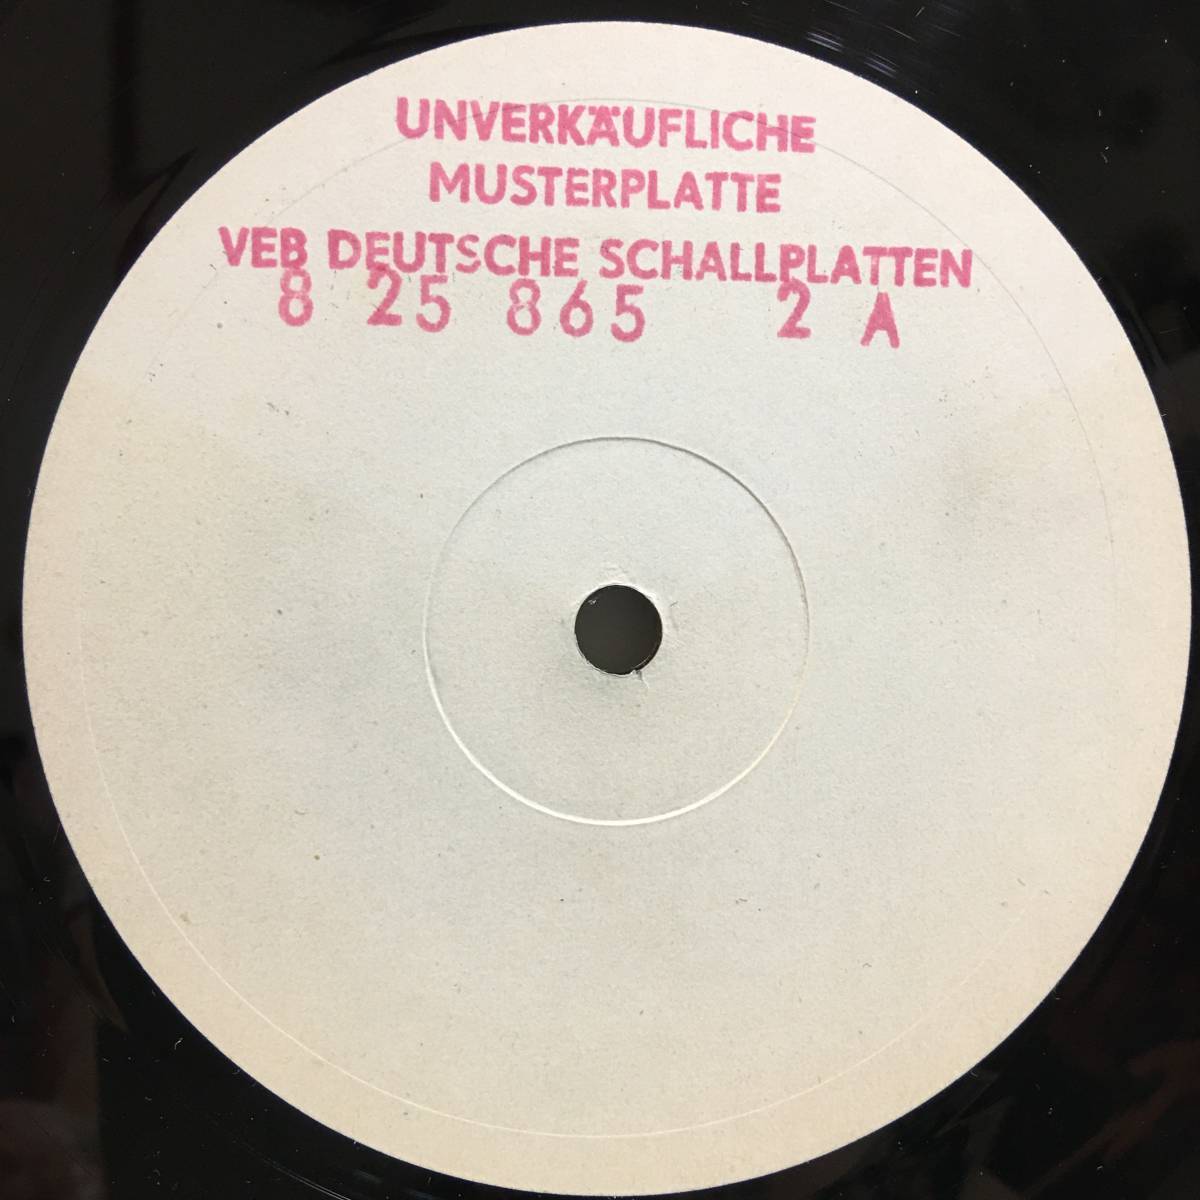 UNVERKÄUFLICHE
MUSTERPLATTE
VEB DEUTSCHE SCHALLPLATTEN
8 25 865 2 A